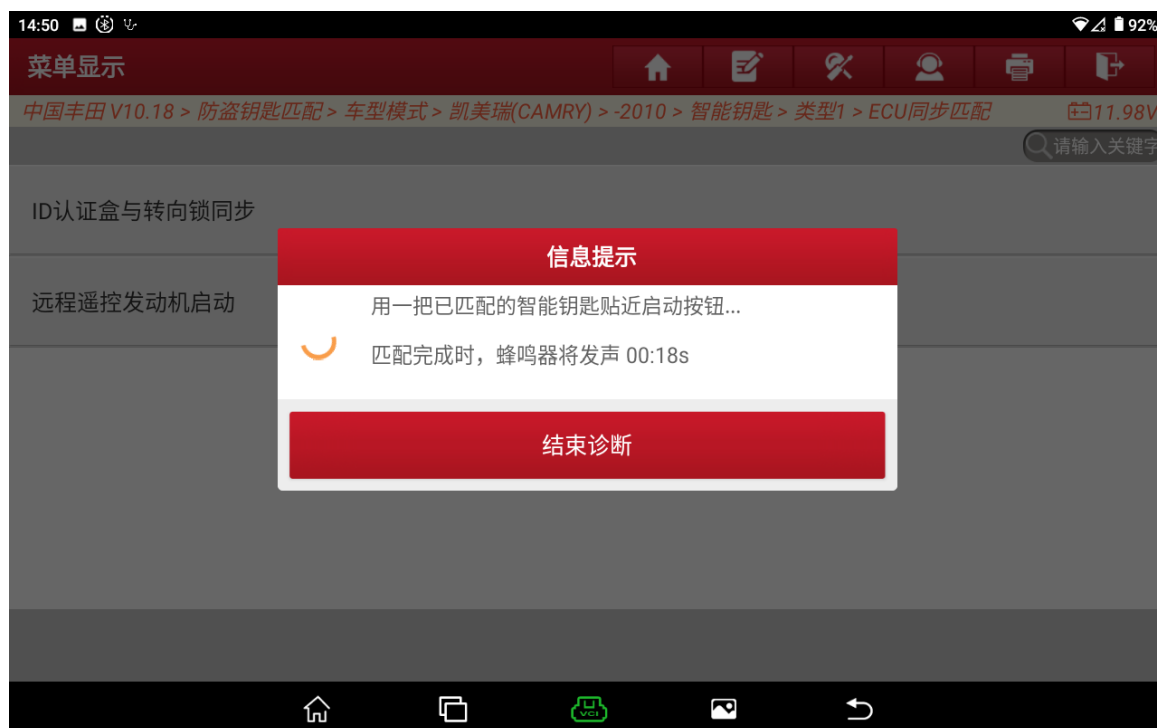 14:50 92%
菜单显示
中国丰田 V10.18 > 防盗钥匙匹配 > 车型模式 > 凯美瑞(CAMRY) > -2010 > 智能钥匙 > 类型1 > ECU同步匹配 11.98V
请输入关键字
ID认证盒与转向锁同步
信息提示
远程遥控发动机启动
用一把已匹配的智能钥匙贴近启动按钮...
匹配完成时，蜂鸣器将发声 00:18s
结束诊断
VCI